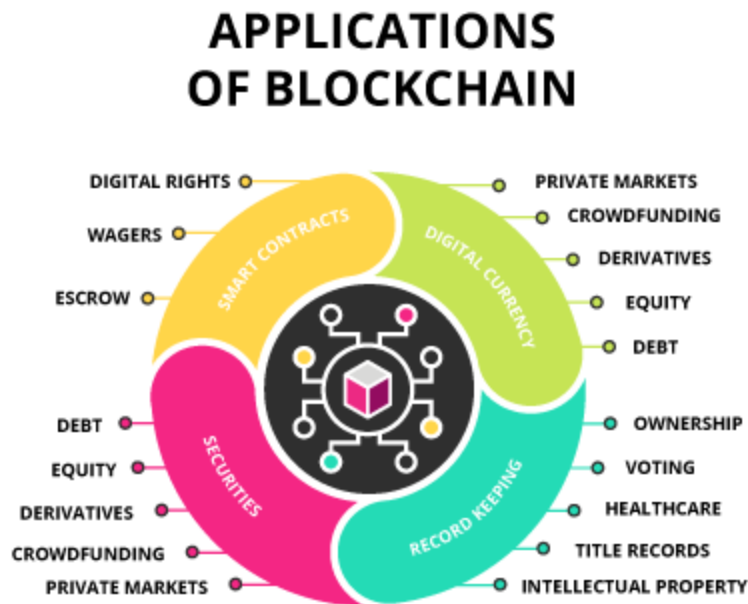 APPLICATIONS
OF BLOCKCHAIN
SMART CONTRACTS
DIGITAL RIGHTS
WAGERS
ESCROW
DIGITAL CURRENCY
PRIVATE MARKETS
CROWDFUNDING
DERIVATIVES
EQUITY
DEBT
SECURITIES
DEBT
EQUITY
DERIVATIVES
CROWDFUNDING
PRIVATE MARKETS
RECORD KEEPING
OWNERSHIP
VOTING
HEALTHCARE
TITLE RECORDS
INTELLECTUAL PROPERTY